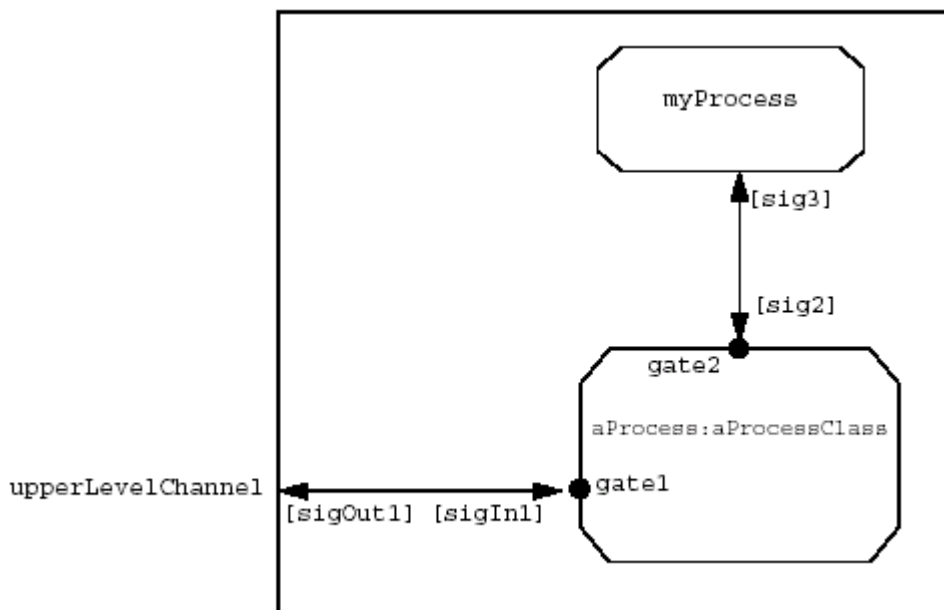 myProcess
[sig3]
[sig2]
gate2
aProcess:aProcessClass
upperLevelChannel
gate1
[sigOut1] [sigIn1]